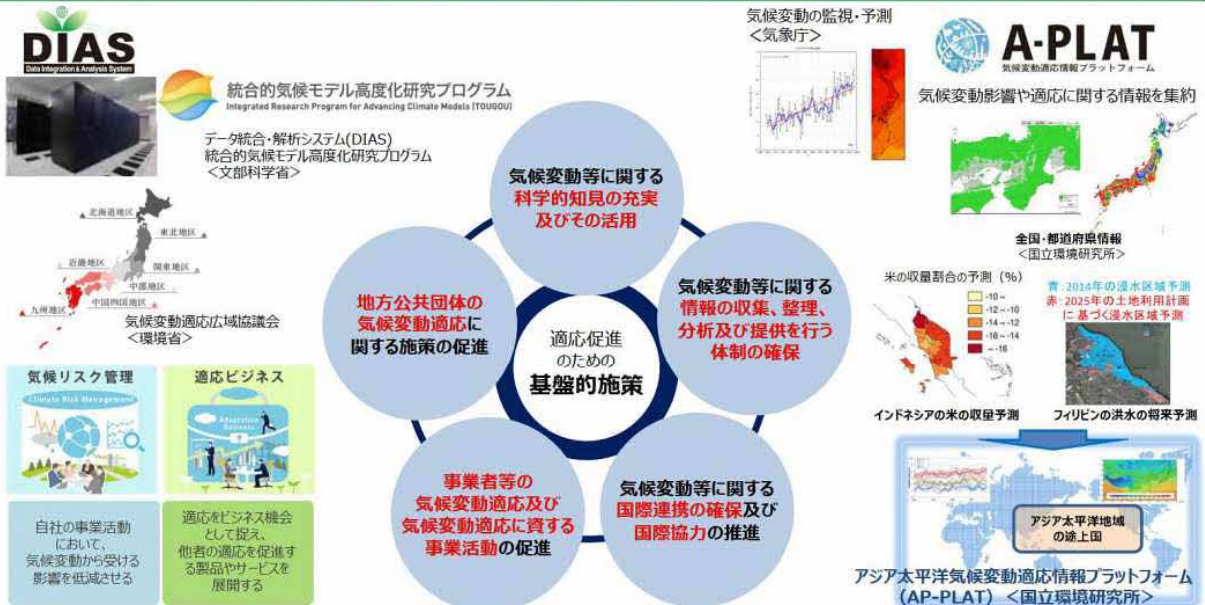 DIAS
Data Integration & Analysis System
統合的気候モデル高度化研究プログラム
Integrated Research Program for Advancing Climate Models (TOUGOU)
データ統合・解析システム(DIAS)
統合的気候モデル高度化研究プログラム
<文部科学省>
気候変動の監視・予測
<気象庁>
A-PLAT
気候変動適応情報プラットフォーム
気候変動影響や適応に関する情報を集約
全国・都道府県情報
<国立環境研究所>
北海道地区
東北地区
近畿地区
関東地区
中部地区
中国四国地区
九州地区
気候変動適応広域協議会
<環境省>
気候変動等に関する
科学的知見の充実
及びその活用
地方公共団体の
気候変動適応に
関する施策の促進
気候変動等に関する
情報の収集、整理、
分析及び提供を行う
体制の確保
適応促進
のための
基盤的施策
事業者等の
気候変動適応及び
気候変動適応に資する
事業活動の促進
気候変動等に関する
国際連携の確保及び
国際協力の推進
米の収量割合の予測 (%)
-10～
-12～-10
-14～-12
-16～-14
～-16
インドネシアの米の収量予測
青:2014年の浸水区域予測
赤:2025年の土地利用計画
に基づく浸水区域予測
フィリピンの洪水の将来予測
気候リスク管理
Climate Risk Management
適応ビジネス
Adaptation
Business
自社の事業活動
において、
気候変動から受ける
影響を低減させる
適応をビジネス機会
として捉え、
他者の適応を促進す
る製品やサービスを
展開する
アジア太平洋地域
の途上国
アジア太平洋気候変動適応情報プラットフォーム
(AP-PLAT) <国立環境研究所>